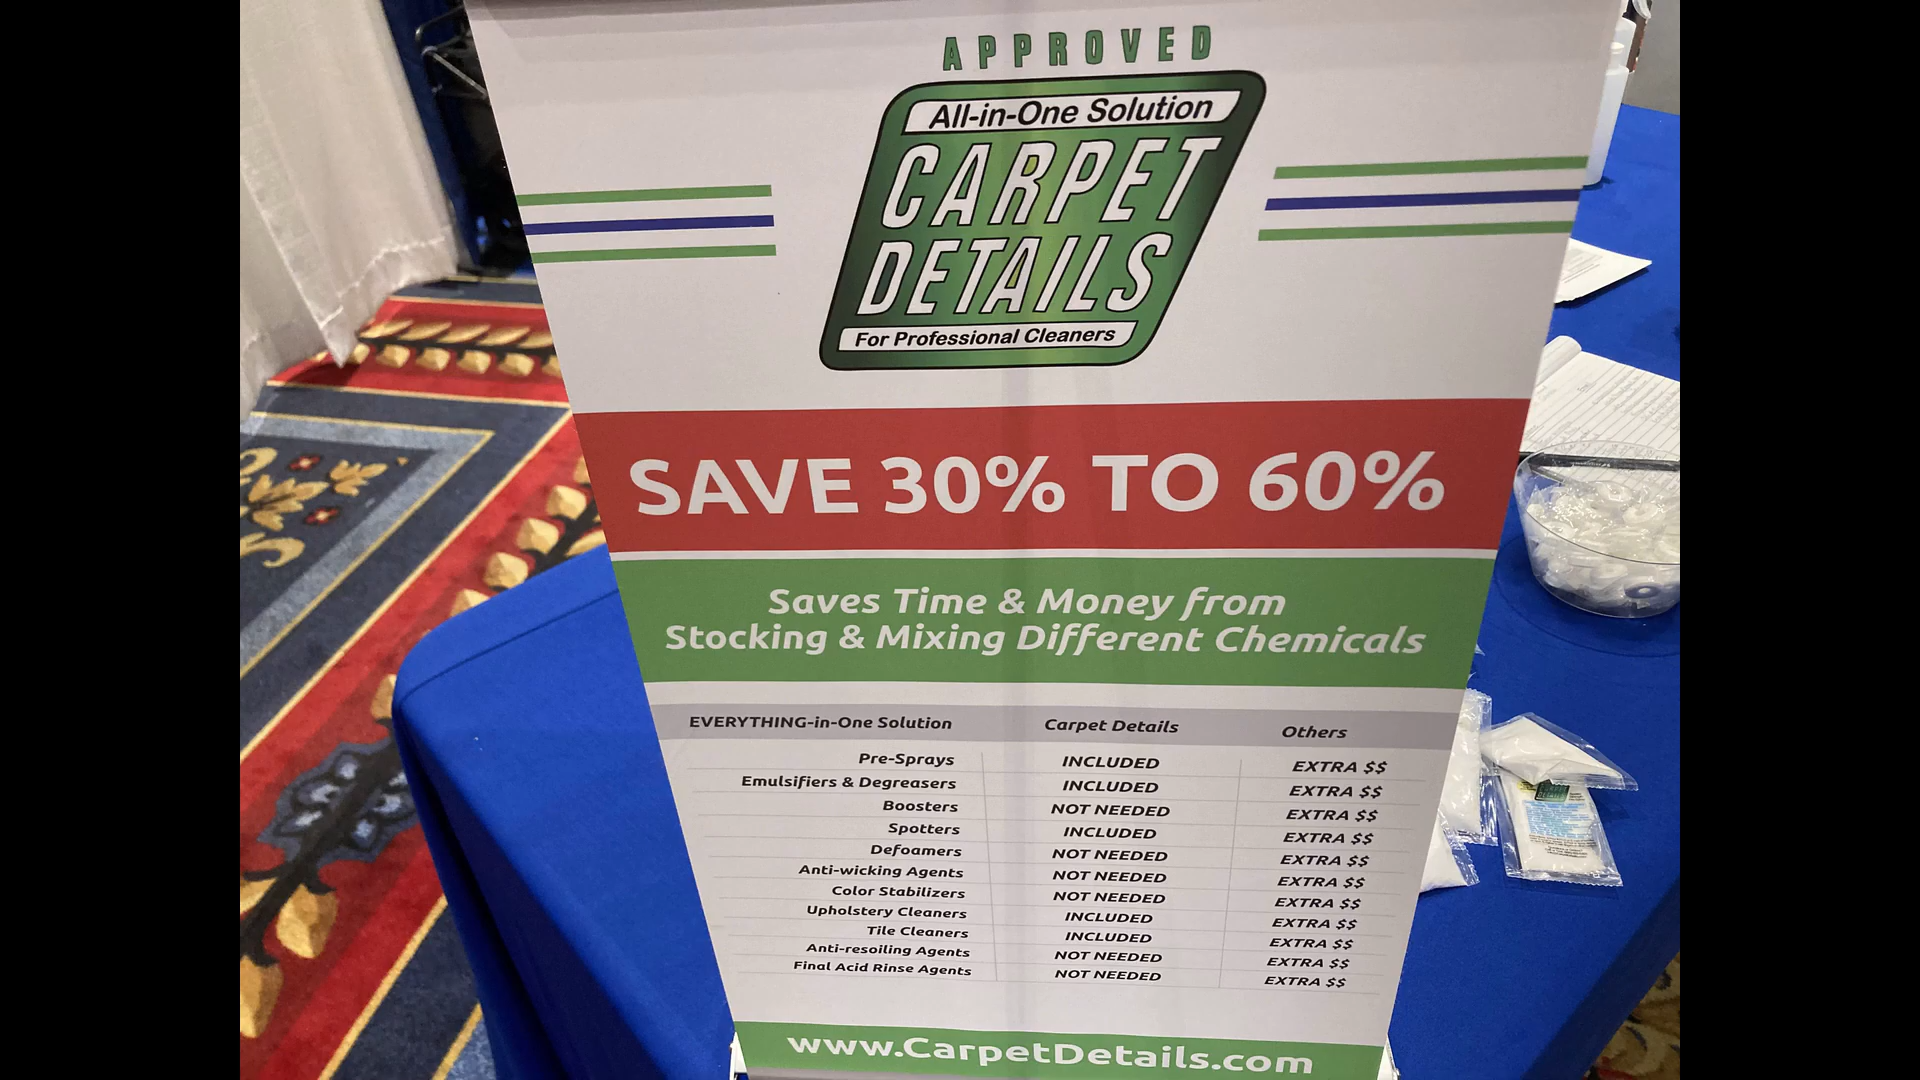 APPROVED
All-in-One Solution
CARPET
DETAILS
For Professional Cleaners
SAVE 30% TO 60%
Saves Time & Money from
Stocking & Mixing Different Chemicals
EVERYTHING-in-One Solution Carpet Details Others
Pre-Sprays INCLUDED EXTRA $$
Emulsifiers & Degreasers INCLUDED EXTRA $$
Boosters NOT NEEDED EXTRA $$
Spotters INCLUDED EXTRA $$
Defoamers NOT NEEDED EXTRA $$
Anti-wicking Agents NOT NEEDED EXTRA $$
Color Stabilizers NOT NEEDED EXTRA $$
Upholstery Cleaners INCLUDED EXTRA $$
Tile Cleaners INCLUDED EXTRA $$
Anti-resoiling Agents NOT NEEDED EXTRA $$
Final Acid Rinse Agents NOT NEEDED EXTRA $$
www.CarpetDetails.com